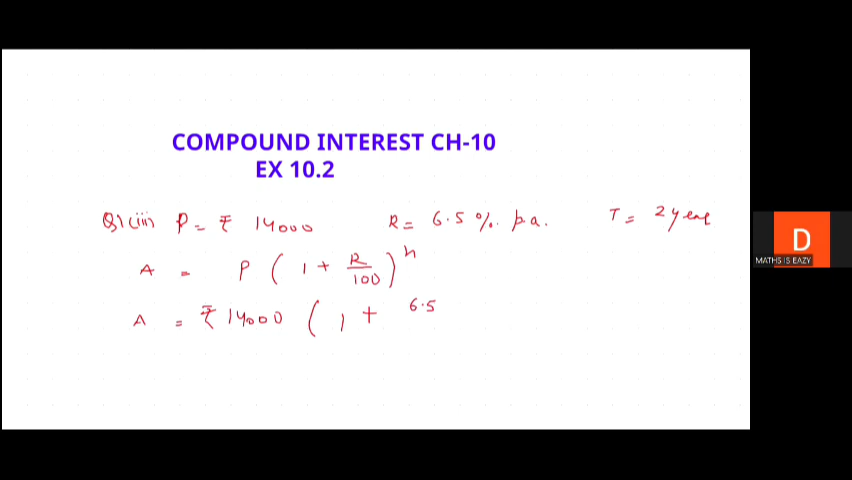 COMPOUND INTEREST CH-10
EX 10.2
Q1(iii) P = ₹ 14000 R = 6.5 % p.a. T = 2 year
A = P ( 1 + R/100 )^n
A = ₹ 14000 ( 1 + 6.5
D
MATHS IS EAZY